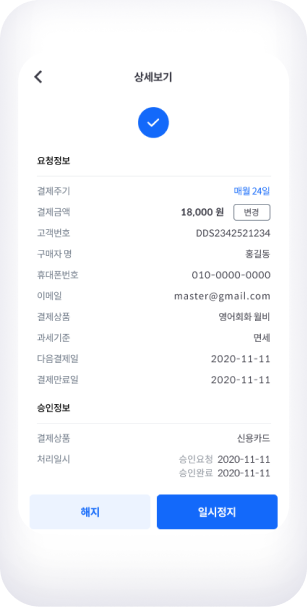 상세보기
요청정보
결제주기 매월 24일
결제금액 18,000 원 변경
고객번호 DDS2342521234
구매자 명 홍길동
휴대폰번호 010-0000-0000
이메일 master@gmail.com
결제상품 영어회화 월비
과세기준 면세
다음결제일 2020-11-11
결제만료일 2020-11-11
승인정보
결제상품 신용카드
처리일시 승인요청 2020-11-11
승인완료 2020-11-11
해지 일시정지